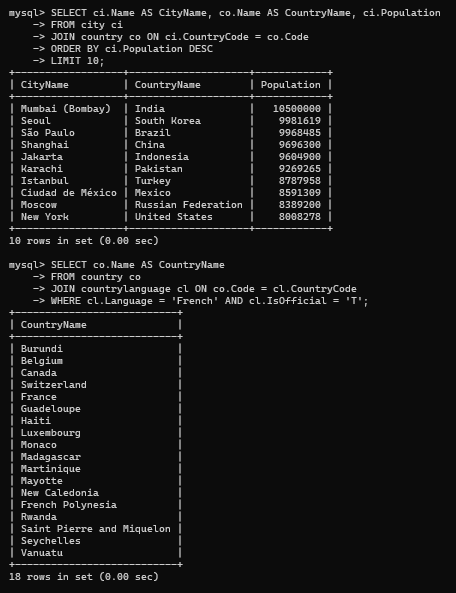 mysql> SELECT ci.Name AS CityName, co.Name AS CountryName, ci.Population
    -> FROM city ci
    -> JOIN country co ON ci.CountryCode = co.Code
    -> ORDER BY ci.Population DESC
    -> LIMIT 10;
+------------------+--------------------+------------+
| CityName         | CountryName        | Population |
+------------------+--------------------+------------+
| Mumbai (Bombay)  | India              |   10500000 |
| Seoul            | South Korea        |    9981619 |
| São Paulo        | Brazil             |    9968485 |
| Shanghai         | China              |    9696300 |
| Jakarta          | Indonesia          |    9604900 |
| Karachi          | Pakistan           |    9269265 |
| Istanbul         | Turkey             |    8787958 |
| Ciudad de México | Mexico             |    8591309 |
| Moscow           | Russian Federation |    8389200 |
| New York         | United States      |    8008278 |
+------------------+--------------------+------------+
10 rows in set (0.00 sec)

mysql> SELECT co.Name AS CountryName
    -> FROM country co
    -> JOIN countrylanguage cl ON co.Code = cl.CountryCode
    -> WHERE cl.Language = 'French' AND cl.IsOfficial = 'T';
+---------------------------+
| CountryName               |
+---------------------------+
| Burundi                   |
| Belgium                   |
| Canada                    |
| Switzerland               |
| France                    |
| Guadeloupe                |
| Haiti                     |
| Luxembourg                |
| Monaco                    |
| Madagascar                |
| Martinique                |
| Mayotte                   |
| New Caledonia             |
| French Polynesia          |
| Rwanda                    |
| Saint Pierre and Miquelon |
| Seychelles                |
| Vanuatu                   |
+---------------------------+
18 rows in set (0.00 sec)